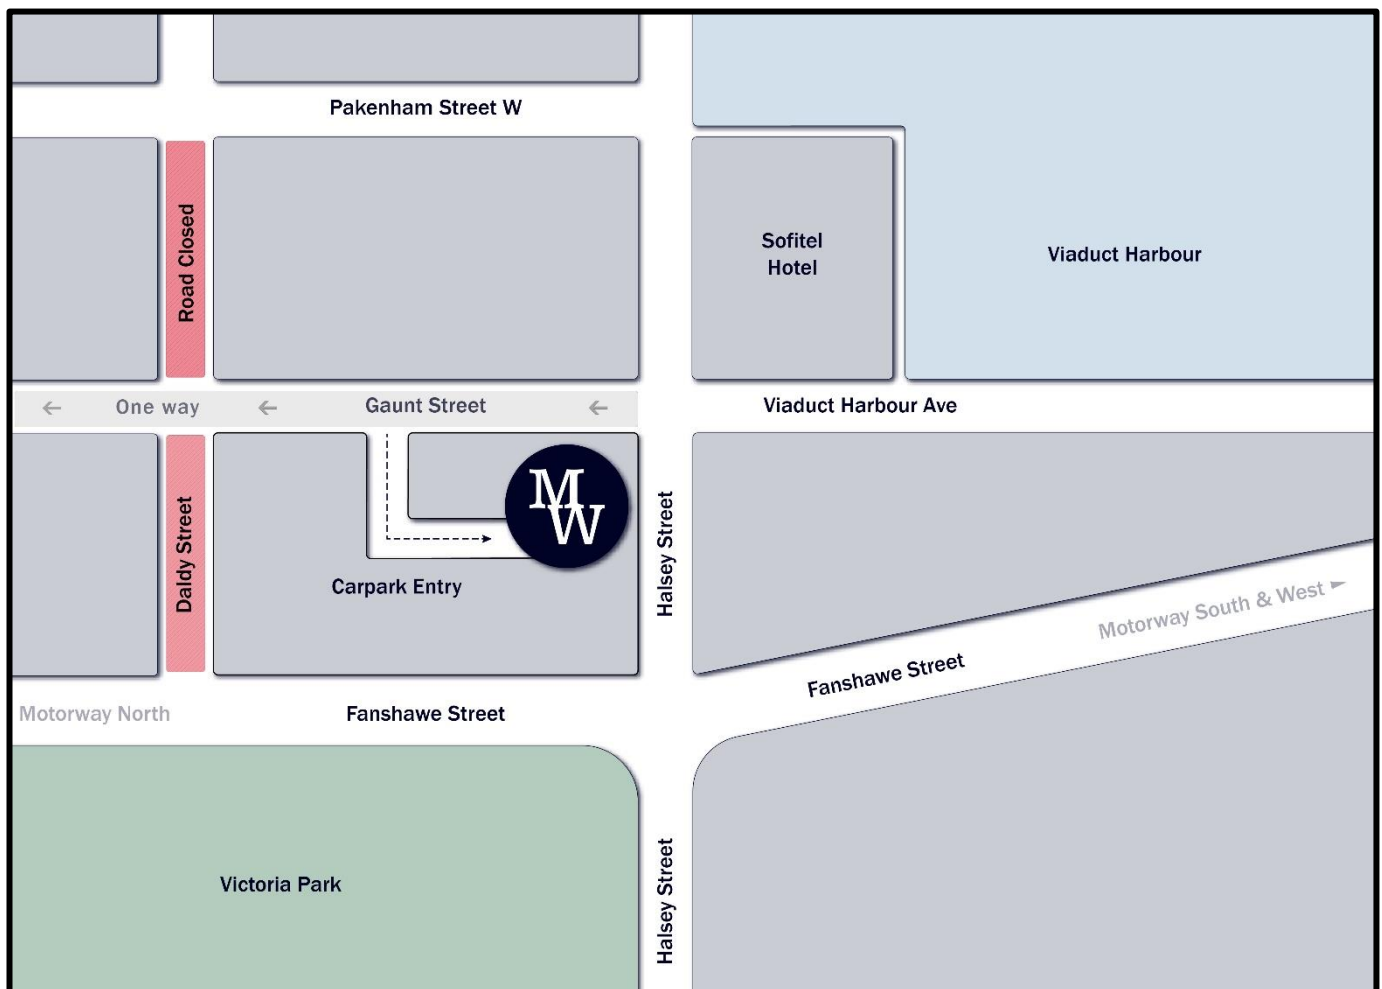 Pakenham Street W
Road Closed
Sofitel
Hotel
Viaduct Harbour
One way
Gaunt Street
Viaduct Harbour Ave
MW
Daldy Street
Halsey Street
Carpark Entry
Motorway South & West
Fanshawe Street
Motorway North
Fanshawe Street
Victoria Park
Halsey Street